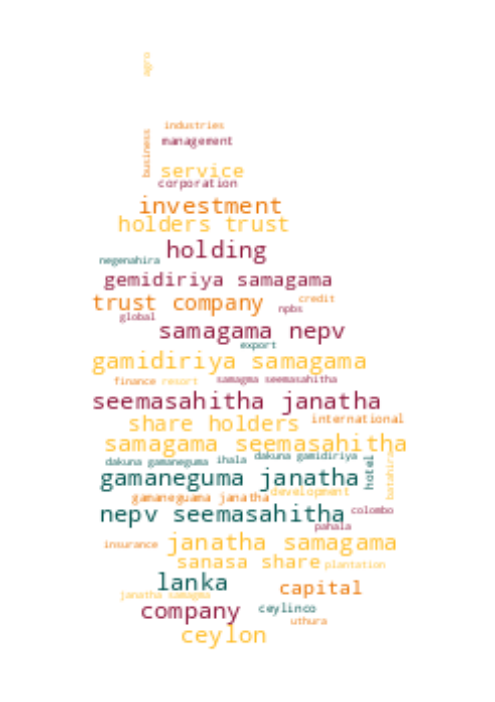 agro
industries
business
management
service
corporation
investment
holders trust
holding
negenahira
gemidiriya samagama
trust company
credit
npbs
global
samagama nepv
export
gamidiriya samagama
finance
resort
samagma seemasahitha
seemasahitha janatha
share holders
international
samagama seemasahitha
dakuna gamaneguma
ihala
dakuna gamidiriya
gamaneguma janatha
hotel
batahira
gamaneguama janatha
development
nepv seemasahitha
colombo
pahala
insurance
janatha samagama
sanasa share
plantation
lanka
capital
janatha samagma
company
ceylinco
uthura
ceylon